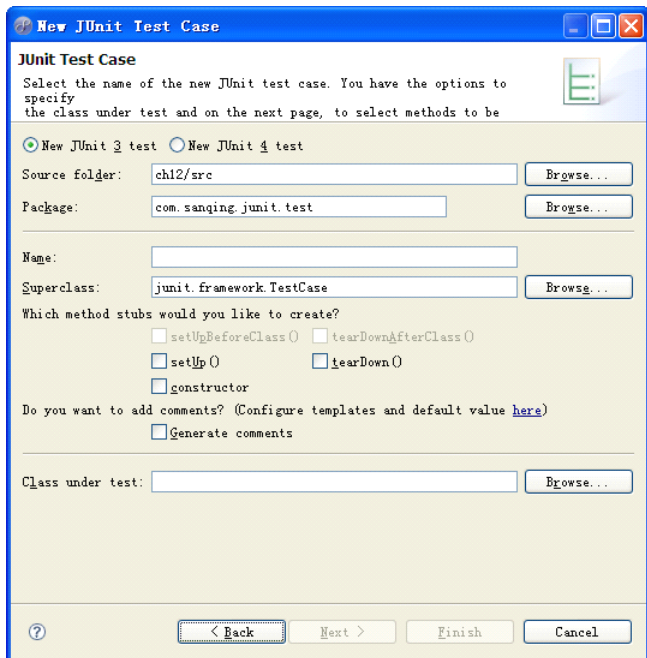 New JUnit Test Case
JUnit Test Case
Select the name of the new JUnit test case. You have the options to
specify
the class under test and on the next page, to select methods to be
New JUnit 3 test New JUnit 4 test
Source folder: ch12/src Browse...
Package: com.sanqing.junit.test Browse...
Name:
Superclass: junit.framework.TestCase Browse...
Which method stubs would you like to create?
setUpBeforeClass() tearDownAfterClass()
setUp() tearDown()
constructor
Do you want to add comments? (Configure templates and default value here)
Generate comments
Class under test: Browse...
? < Back Next > Finish Cancel